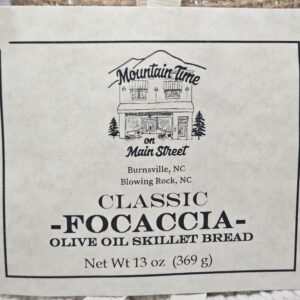 Mountain Time
on
Main Street
Burnsville, NC
Blowing Rock, NC
CLASSIC
-FOCACCIA-
OLIVE OIL SKILLET BREAD
Net Wt 13 oz (369 g)